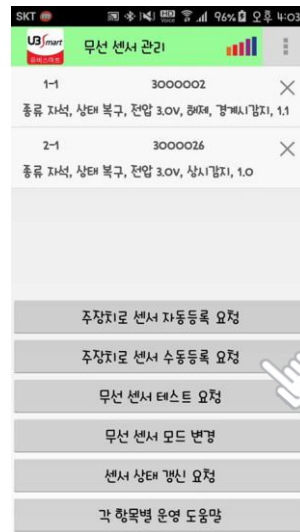 SKT 96% 오후 4:03
U3Smart
유비스마트
무선 센서 관리
1-1 3000002
종류 자석, 상태 복구, 전압 3.0V, 해제, 경계시감지, 1.1
2-1 3000026
종류 자석, 상태 복구, 전압 3.0V, 상시감지, 1.0
주장치로 센서 자동등록 요청
주장치로 센서 수동등록 요청
무선 센서 테스트 요청
무선 센서 모드 변경
센서 상태 갱신 요청
각 항목별 운영 도움말